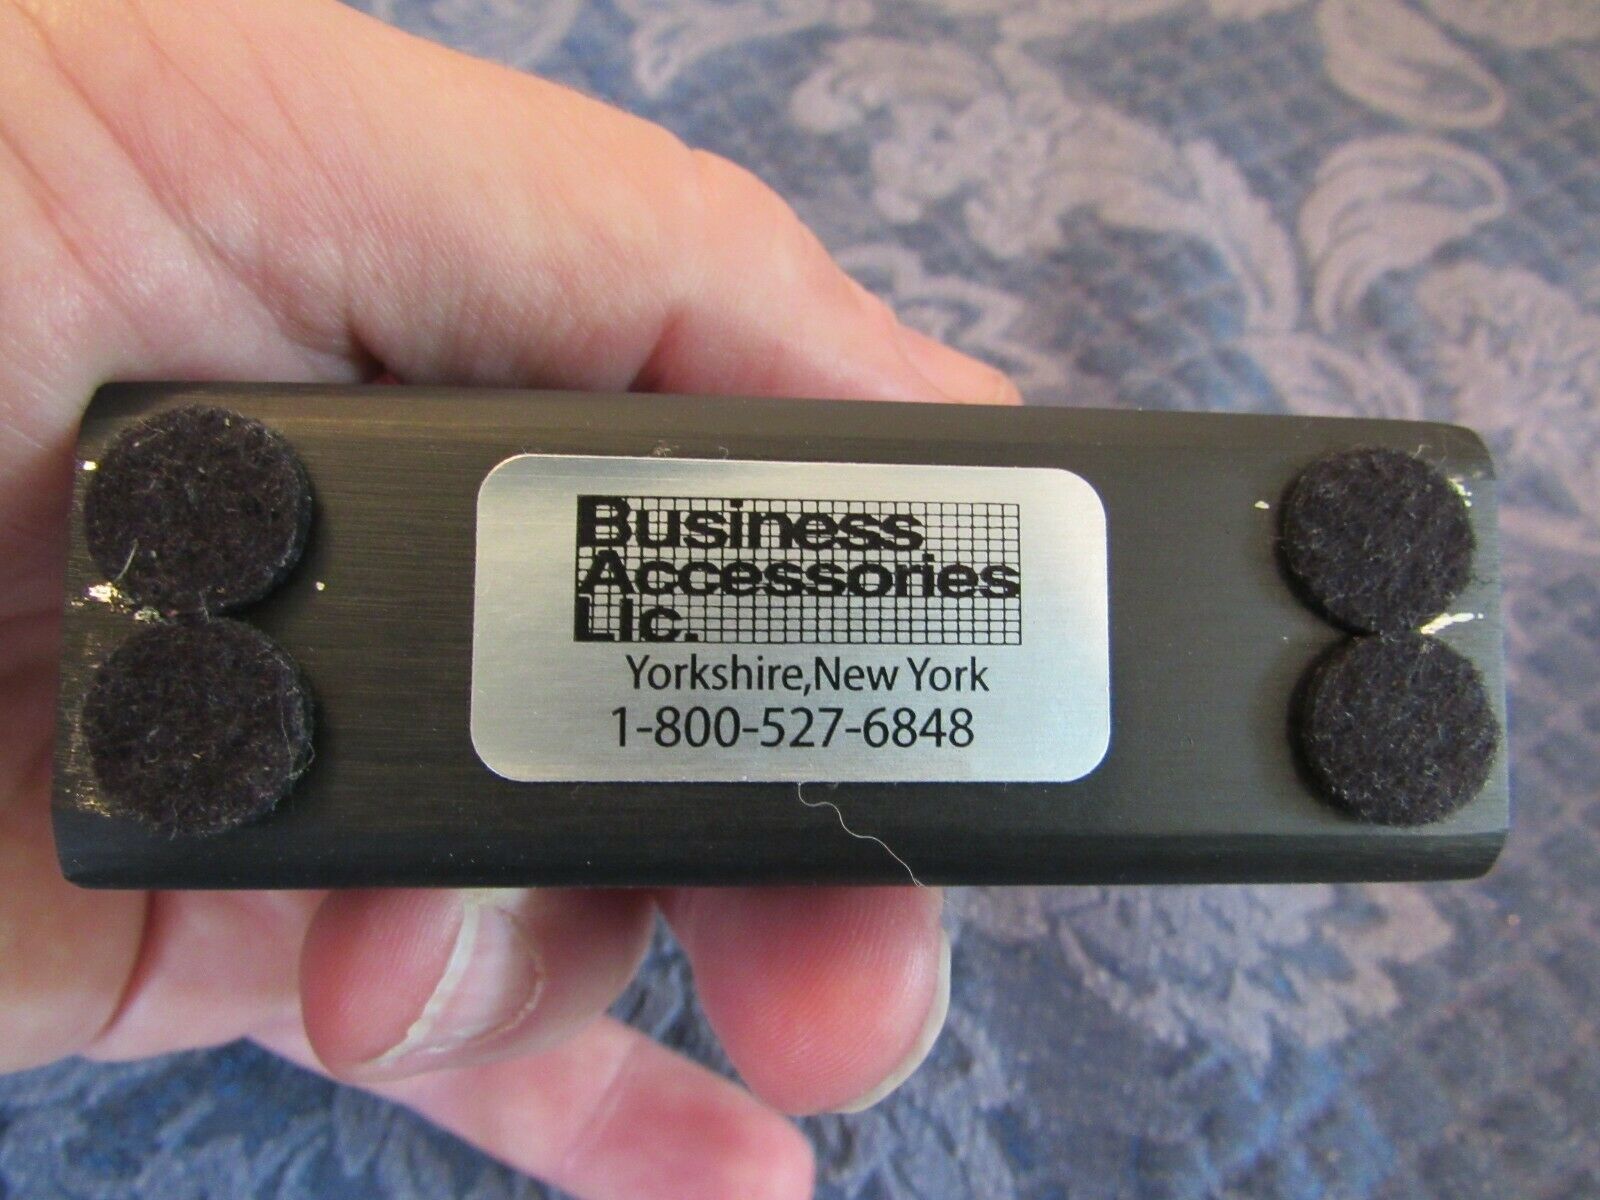 Business
Accessories
Llc.
Yorkshire,New York
1-800-527-6848